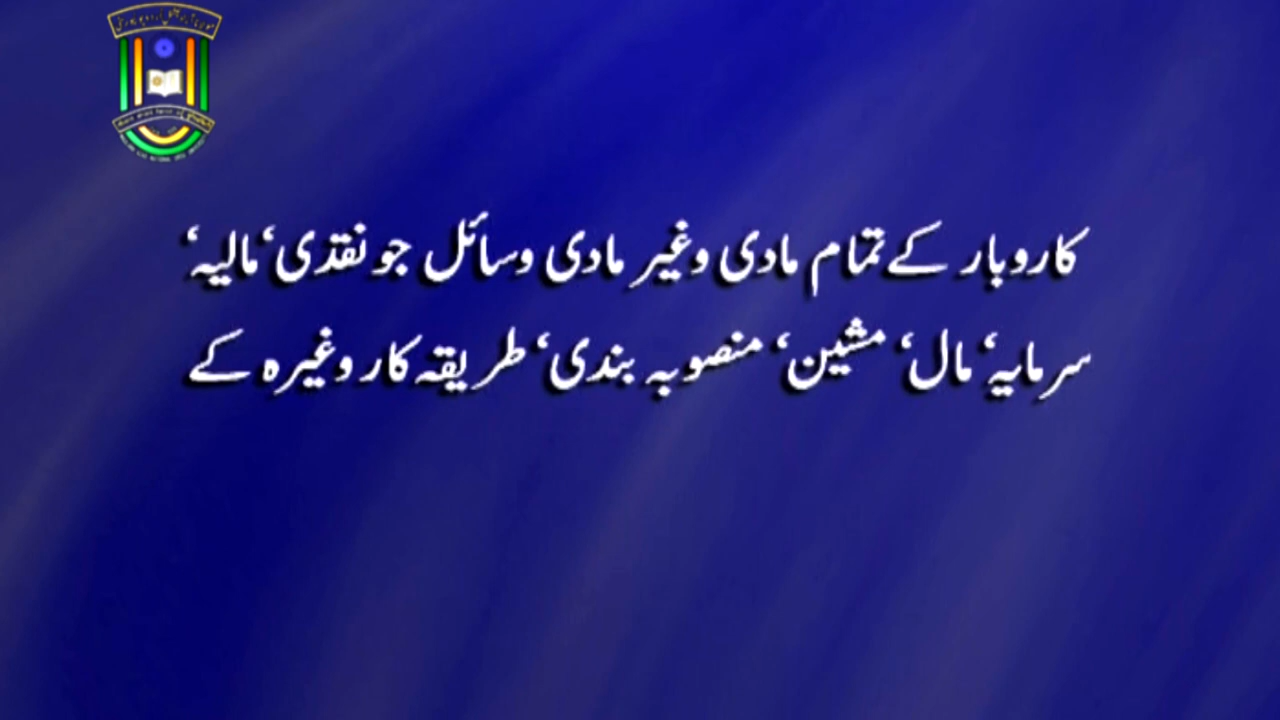 کاروبار کے تمام مادی وغیر مادی وسائل جو نقدی‘ مالیہ‘
سرمایہ‘ مال‘ مشین‘ منصوبہ بندی‘ طریقہ کار وغیرہ کے